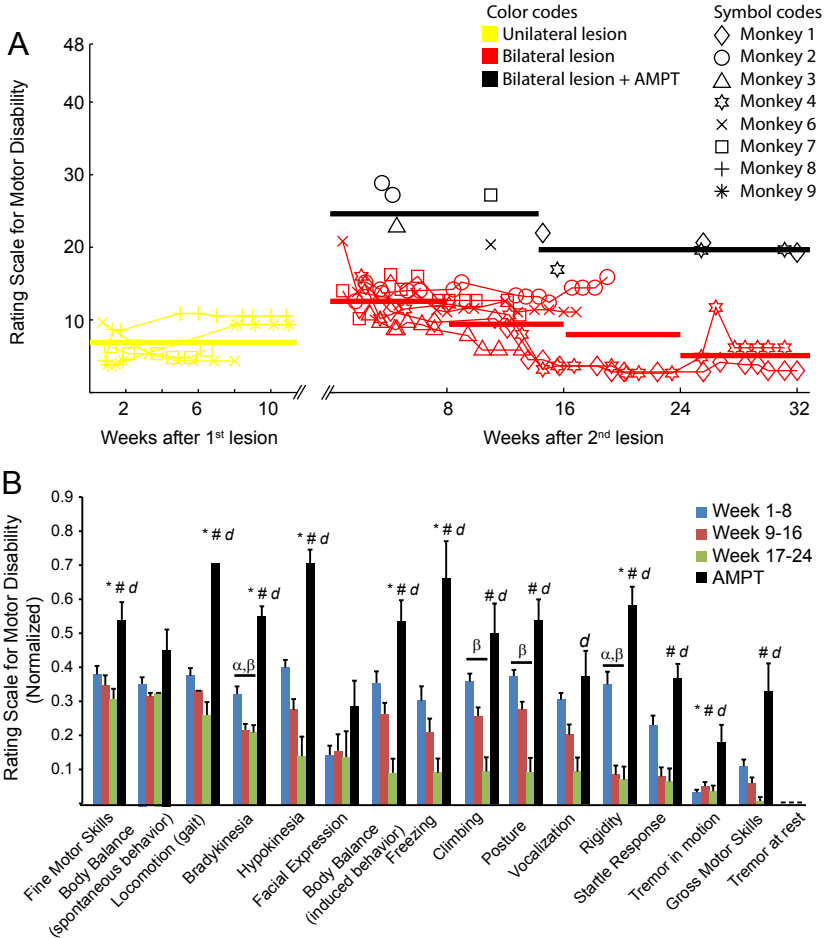 A
Color codes
Unilateral lesion
Bilateral lesion
Bilateral lesion + AMPT
Symbol codes
Monkey 1
Monkey 2
Monkey 3
Monkey 4
Monkey 6
Monkey 7
Monkey 8
Monkey 9
Rating Scale for Motor Disability
48
40
30
20
10
2
6
10
8
16
24
32
Weeks after 1st lesion
Weeks after 2nd lesion
B
Rating Scale for Motor Disability
(Normalized)
0.9
0.8
0.7
0.6
0.5
0.4
0.3
0.2
0.1
Week 1-8
Week 9-16
Week 17-24
AMPT
* # d
* # d
α,β
* # d
* # d
* # d
* # d
β
# d
β
# d
d
α,β
* # d
# d
* # d
# d
Fine Motor Skills
Body Balance
(spontaneous behavior)
Locomotion (gait)
Bradykinesia
Hypokinesia
Facial Expression
Body Balance
(induced behavior)
Freezing
Climbing
Posture
Vocalization
Rigidity
Startle Response
Tremor in motion
Gross Motor Skills
Tremor at rest